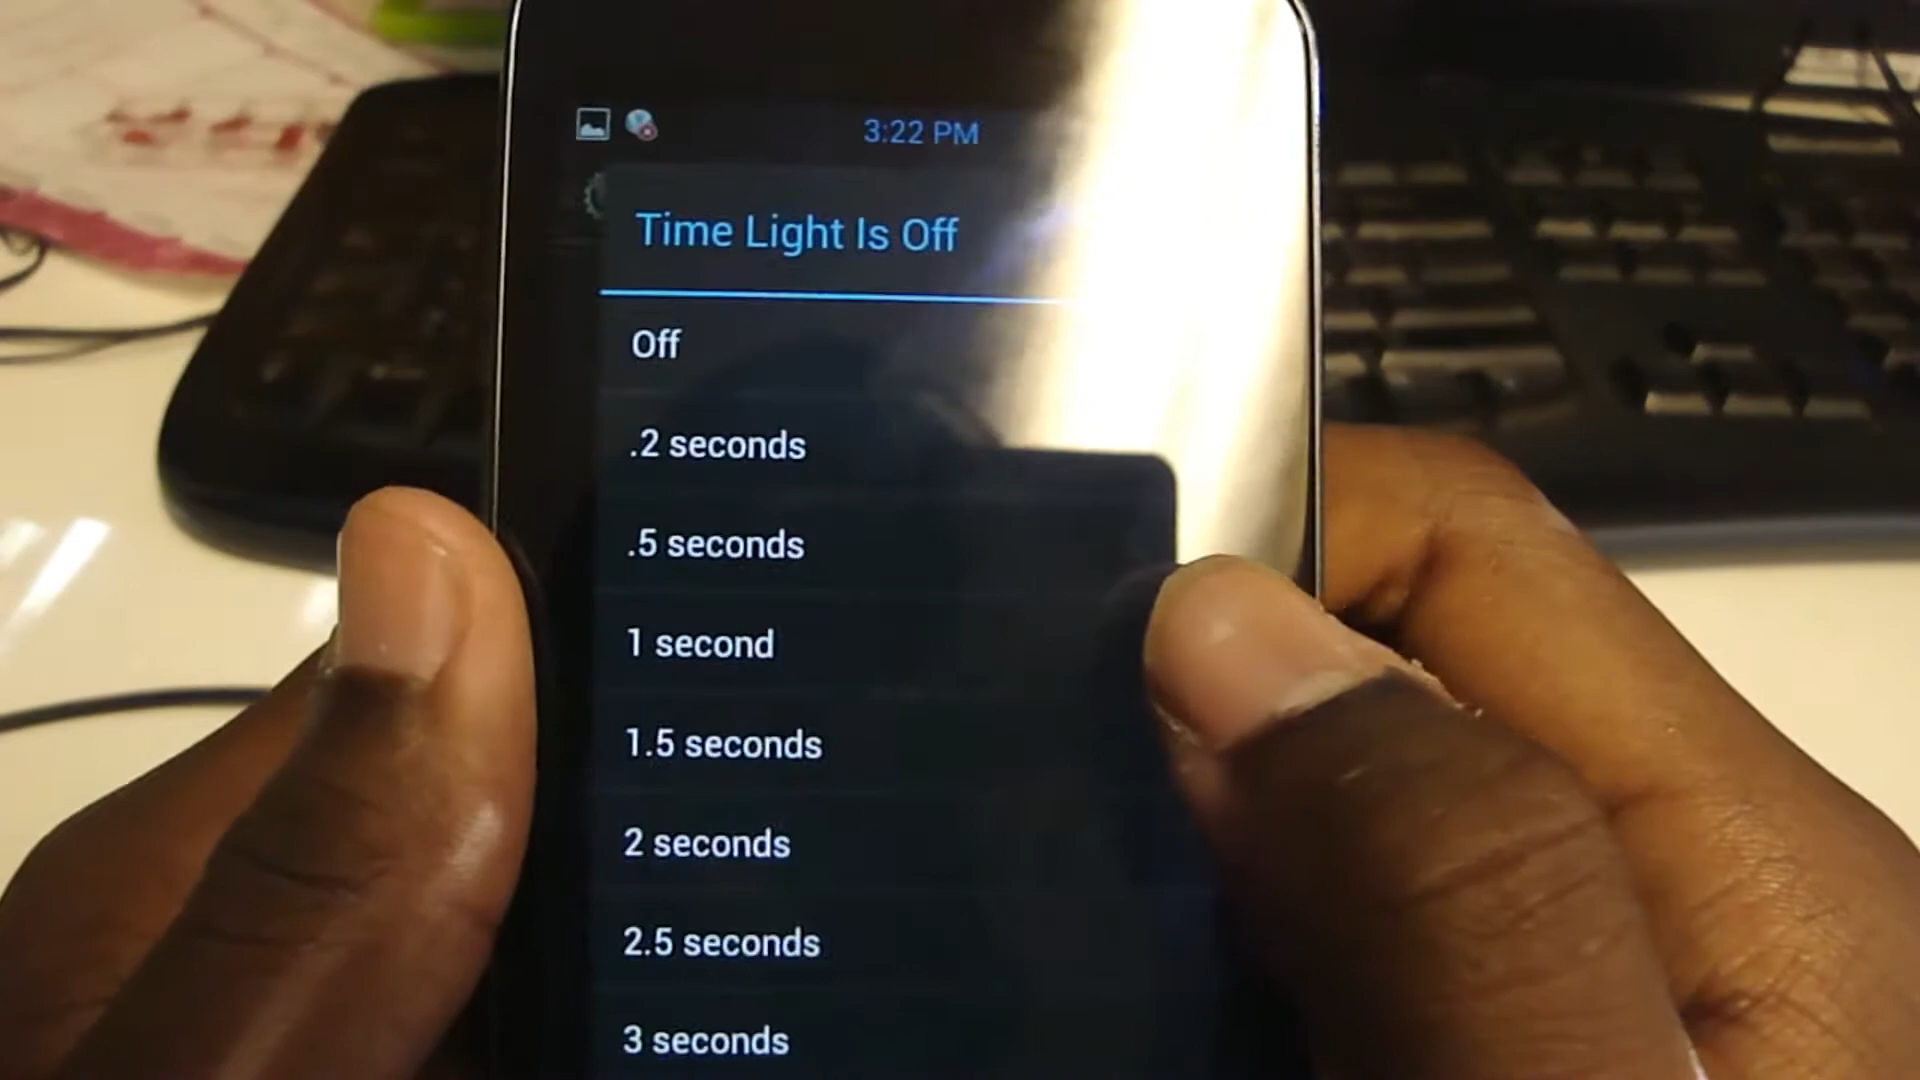 3:22 PM
Time Light Is Off
Off
.2 seconds
.5 seconds
1 second
1.5 seconds
2 seconds
2.5 seconds
3 seconds